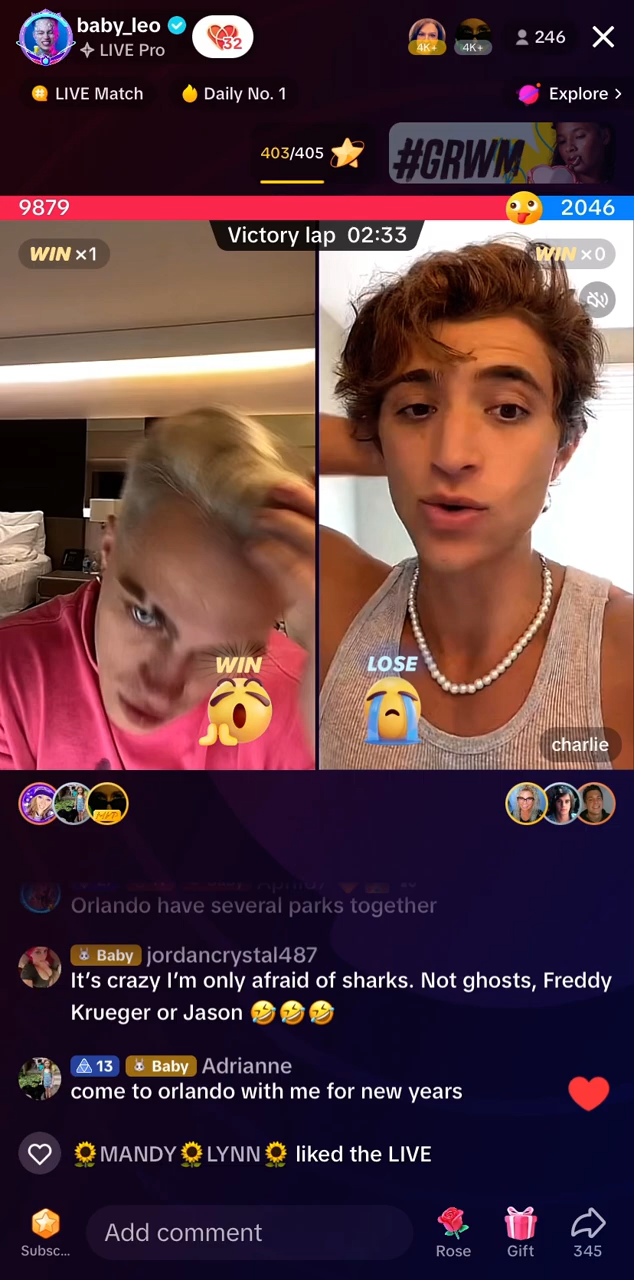 baby_leo
LIVE Pro
32
4K+
4K+
246
LIVE Match
Daily No. 1
Explore >
403/405
#GRWM
9879
2046
Victory lap 02:33
WIN ×1
WIN ×0
WIN
LOSE
charlie
Orlando have several parks together
Baby jordancrystal487
It's crazy I'm only afraid of sharks. Not ghosts, Freddy
Krueger or Jason 🤣🤣🤣
13 Baby Adrianne
come to orlando with me for new years
🌻MANDY🌻LYNN🌻 liked the LIVE
Subsc...
Add comment
Rose
Gift
345